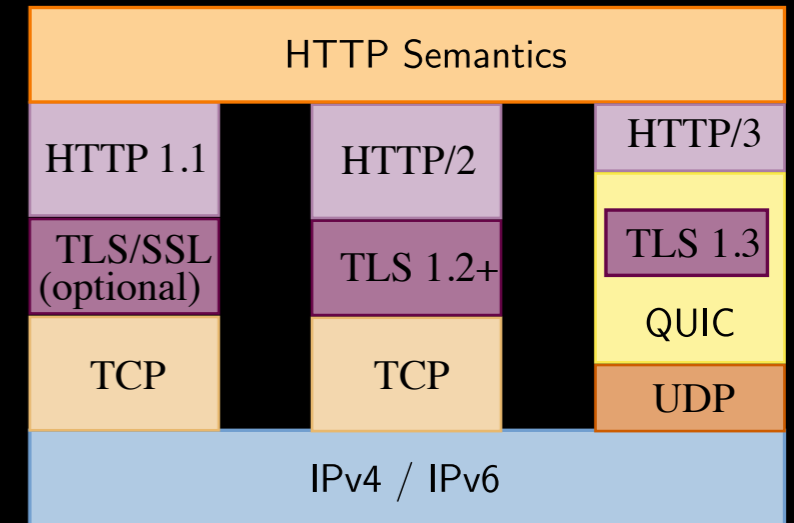 HTTP Semantics
HTTP 1.1
TLS/SSL
(optional)
TCP
HTTP/2
TLS 1.2+
TCP
HTTP/3
TLS 1.3
QUIC
UDP
IPv4 / IPv6